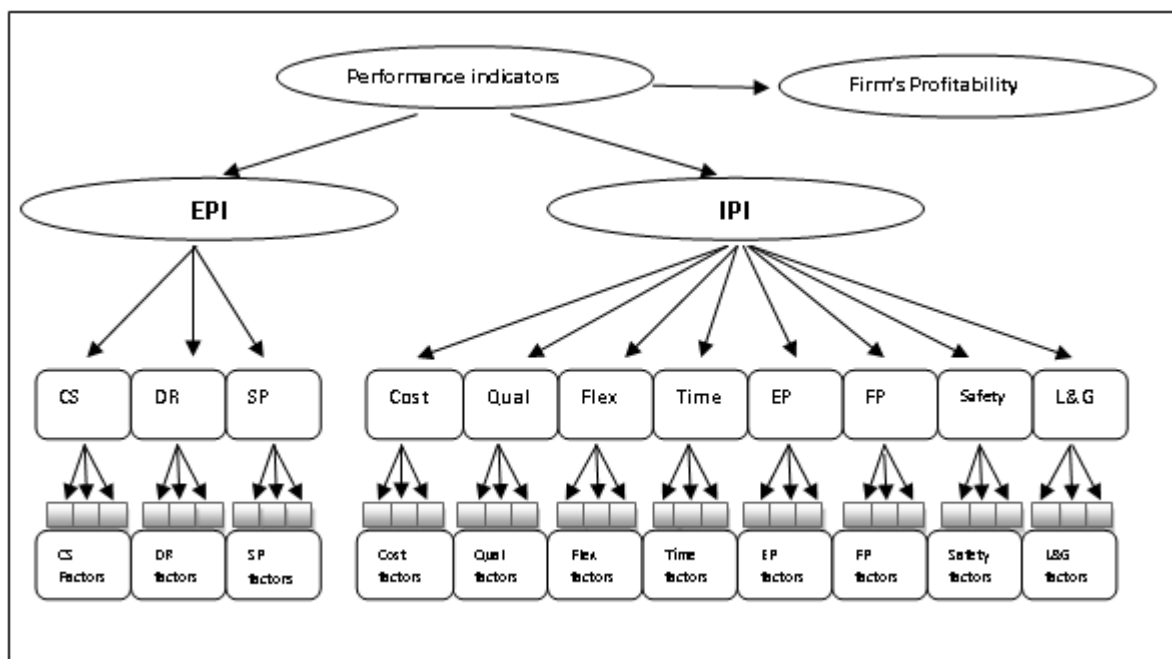 Performance indicators
Firm's Profitability
EPI
IPI
CS
DR
SP
Cost
Qual
Flex
Time
EP
FP
Safety
L&G
CS
Factors
DR
factors
SP
factors
Cost
factors
Qual
factors
Flex
factors
Time
factors
EP
factors
FP
factors
Safety
factors
L&G
factors